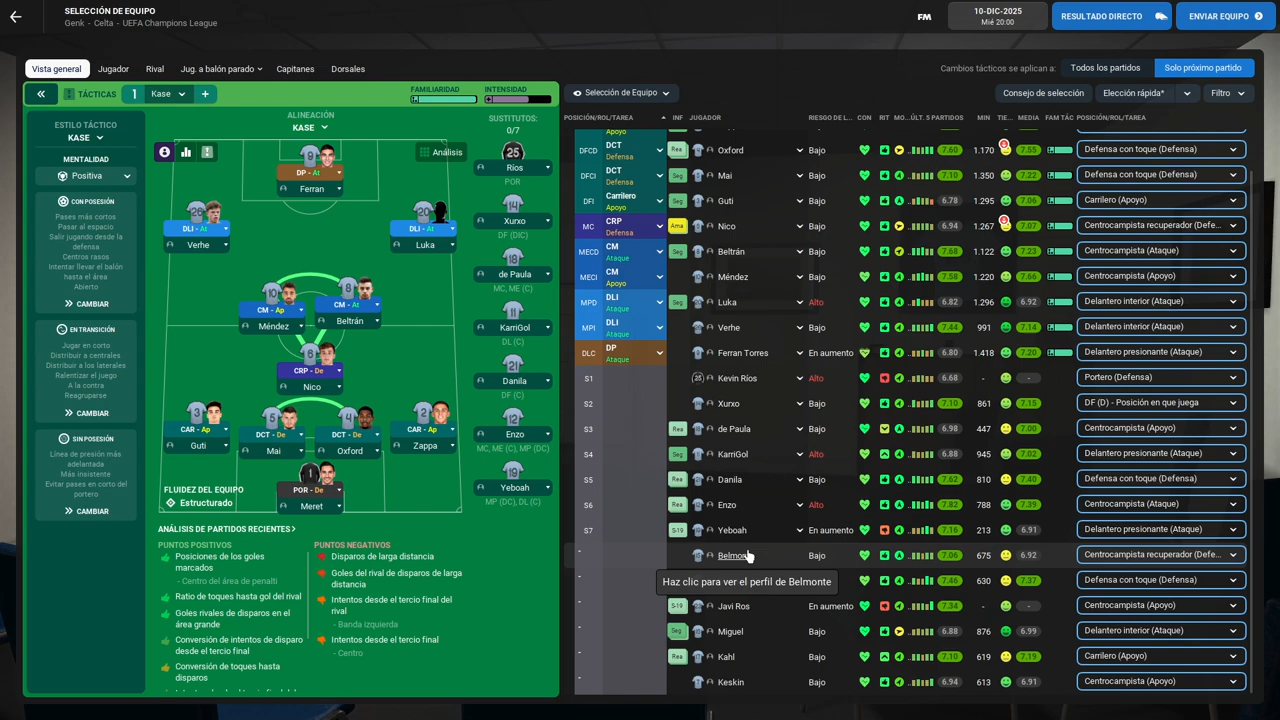 SELECCIÓN DE EQUIPO
Genk - Celta - UEFA Champions League
FM
10-DIC-2025
Mié 20:00
RESULTADO DIRECTO
ENVIAR EQUIPO
Vista general
Jugador
Rival
Jug. a balón parado
Capitanes
Dorsales
Cambios tácticos se aplican a:
Todos los partidos
Solo próximo partido
TÁCTICAS
1
Kase
+
FAMILIARIDAD
INTENSIDAD
ESTILO TÁCTICO
KASE
MENTALIDAD
Positiva
CON POSESIÓN
Pases más cortos
Pasar al espacio
Salir jugando desde la
defensa
Centros rasos
Intentar llevar el balón
hasta el área
Abierto
CAMBIAR
EN TRANSICIÓN
Jugar en corto
Distribuir a centrales
Distribuir a los laterales
Ralentizar el juego
A la contra
Reagruparse
CAMBIAR
SIN POSESIÓN
Línea de presión más
adelantada
Más insistente
Evitar pases en corto del
portero
CAMBIAR
ALINEACIÓN
KASE
Análisis
9
DP - At
Ferran
DLI - At
Verhe
20
DLI - At
Luka
10
CM - Ap
Méndez
8
CM - At
Beltrán
6
CRP - De
Nico
3
CAR - Ap
Guti
5
DCT - De
Mai
4
DCT - De
Oxford
2
CAR - Ap
Zappa
1
POR - De
Meret
FLUIDEZ DEL EQUIPO
Estructurado
SUSTITUTOS:
0/7
25
Ríos
POR
14
Xurxo
DF (DIC)
18
de Paula
MC, ME (C)
11
KarriGol
DL (C)
21
Danila
DF (C)
12
Enzo
MC, ME (C), MP (DC)
19
Yeboah
MP (DC), DL (C)
ANÁLISIS DE PARTIDOS RECIENTES
PUNTOS POSITIVOS
Posiciones de los goles
marcados
- Centro del área de penalti
Ratio de toques hasta gol del rival
Goles rivales de disparos en el
área grande
Conversión de intentos de disparo
desde el tercio final
Conversión de toques hasta
disparos
PUNTOS NEGATIVOS
Disparos de larga distancia
Goles del rival de disparos de larga
distancia
Intentos desde el tercio final del
rival
- Banda izquierda
Intentos desde el tercio final
- Centro
Selección de Equipo
Consejo de selección
Elección rápida*
Filtro
POSICIÓN/ROL/TAREA INF JUGADOR RIESGO DE L... CON RIT MO... ÚLT. 5 PARTIDOS MIN TIE... MEDIA FAM TÁC POSICIÓN/ROL/TAREA
Apoyo
DFCD DCT Defensa Rea Oxford Bajo 7.60 1.170 7.55 Defensa con toque (Defensa)
DFCI DCT Defensa Mai Bajo 7.10 1.350 7.22 Defensa con toque (Defensa)
DFI Carrilero Apoyo Seg Guti Bajo 6.78 1.295 7.06 Carrilero (Apoyo)
MC CRP Defensa Ama Nico Bajo 6.94 1.267 7.07 Centrocampista recuperador (Defe...
MECD CM Ataque Seg Beltrán Bajo 7.68 1.122 7.23 Centrocampista (Ataque)
MECI CM Apoyo Méndez Bajo 7.58 1.220 7.66 Centrocampista (Apoyo)
MPD DLI Ataque Seg Luka Alto 6.82 1.296 6.92 Delantero interior (Ataque)
MPI DLI Ataque Verhe Bajo 7.44 991 7.14 Delantero interior (Ataque)
DLC DP Ataque Ferran Torres En aumento 6.80 1.418 7.20 Delantero presionante (Ataque)
S1 25 Kevin Ríos Alto 6.68 - - Portero (Defensa)
S2 Xurxo Bajo 7.10 861 7.15 DF (D) - Posición en que juega
S3 Rea de Paula Bajo 6.98 447 7.00 Centrocampista (Apoyo)
S4 Seg KarriGol Alto 6.88 945 7.02 Delantero presionante (Ataque)
S5 Rea Danila Bajo 7.62 810 7.40 Defensa con toque (Defensa)
S6 Rea Enzo Alto 7.82 788 7.39 Centrocampista (Ataque)
S7 S-19 Yeboah En aumento 7.16 213 6.91 Delantero presionante (Ataque)
- Bajo 7.06 675 6.92 Centrocampista recuperador (Defe...
Haz clic para ver el perfil de Belmonte
- Bajo 7.46 630 7.37 Defensa con toque (Defensa)
- S-19 Javi Ros En aumento 7.34 - - Centrocampista (Apoyo)
- Seg Miguel Bajo 6.88 876 6.99 Delantero interior (Ataque)
- Rea Kahl Bajo 7.10 619 7.19 Carrilero (Apoyo)
- Keskin Bajo 6.94 613 6.91 Centrocampista (Apoyo)